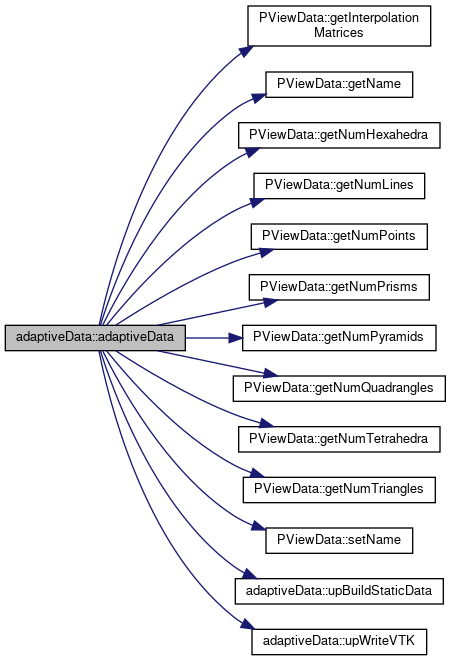 PViewData::getInterpolation
Matrices
PViewData::getName
PViewData::getNumHexahedra
PViewData::getNumLines
PViewData::getNumPoints
PViewData::getNumPrisms
adaptiveData::adaptiveData
PViewData::getNumPyramids
PViewData::getNumQuadrangles
PViewData::getNumTetrahedra
PViewData::getNumTriangles
PViewData::setName
adaptiveData::upBuildStaticData
adaptiveData::upWriteVTK